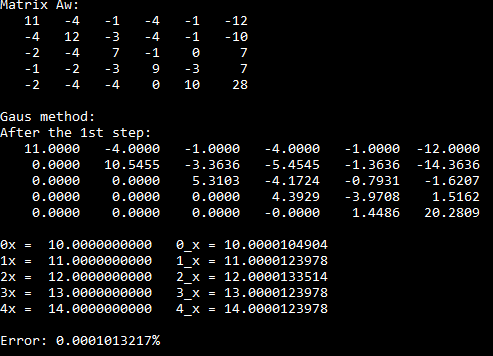 Matrix Aw:
11 -4 -1 -4 -1 -12
-4 12 -3 -4 -1 -10
-2 -4 7 -1 0 7
-1 -2 -3 9 -3 7
-2 -4 -4 0 10 28
Gaus method:
After the 1st step:
11.0000 -4.0000 -1.0000 -4.0000 -1.0000 -12.0000
0.0000 10.5455 -3.3636 -5.4545 -1.3636 -14.3636
0.0000 0.0000 5.3103 -4.1724 -0.7931 -1.6207
0.0000 0.0000 0.0000 4.3929 -3.9708 1.5162
0.0000 0.0000 0.0000 -0.0000 1.4486 20.2809
0x = 10.0000000000 0_x = 10.0000104904
1x = 11.0000000000 1_x = 11.0000123978
2x = 12.0000000000 2_x = 12.0000133514
3x = 13.0000000000 3_x = 13.0000123978
4x = 14.0000000000 4_x = 14.0000123978
Error: 0.0001013217%